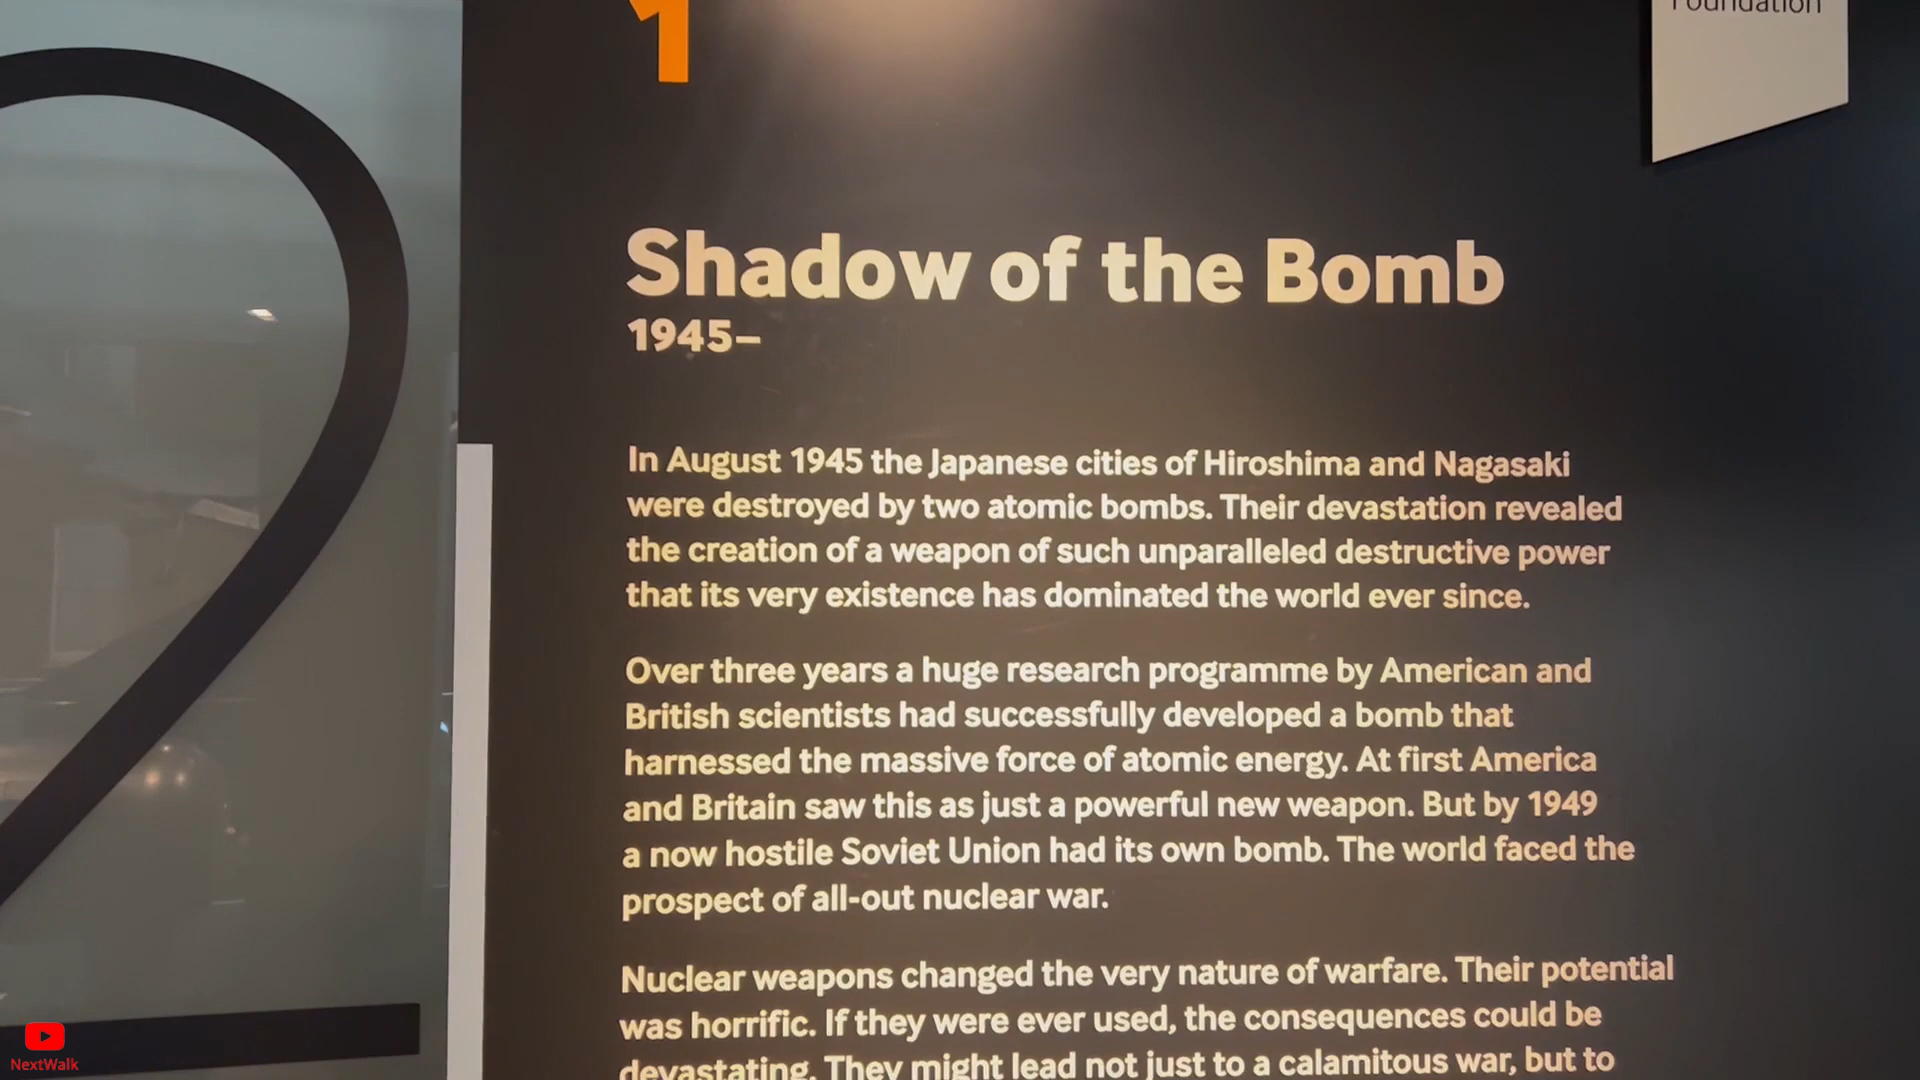 2
1
Foundation
Shadow of the Bomb
1945–
In August 1945 the Japanese cities of Hiroshima and Nagasaki
were destroyed by two atomic bombs. Their devastation revealed
the creation of a weapon of such unparalleled destructive power
that its very existence has dominated the world ever since.
Over three years a huge research programme by American and
British scientists had successfully developed a bomb that
harnessed the massive force of atomic energy. At first America
and Britain saw this as just a powerful new weapon. But by 1949
a now hostile Soviet Union had its own bomb. The world faced the
prospect of all-out nuclear war.
Nuclear weapons changed the very nature of warfare. Their potential
was horrific. If they were ever used, the consequences could be
devastating. They might lead not just to a calamitous war, but to
NextWalk